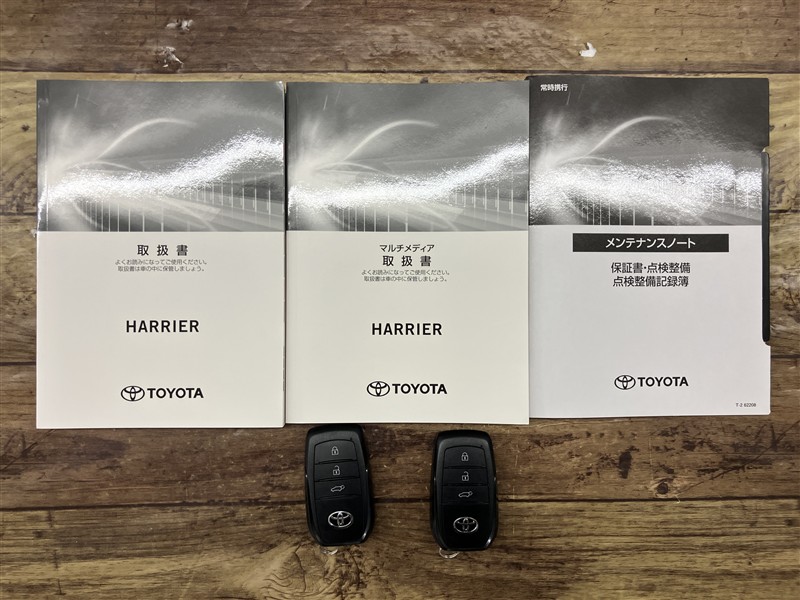 取扱書
よくお読みになってご使用ください。
取扱書は車の中に保管しましょう。
HARRIER
TOYOTA
マルチメディア
取扱書
よくお読みになってご使用ください。
取扱書は車の中に保管しましょう。
HARRIER
TOYOTA
常時携行
メンテナンスノート
保証書・点検整備
点検整備記録簿
TOYOTA